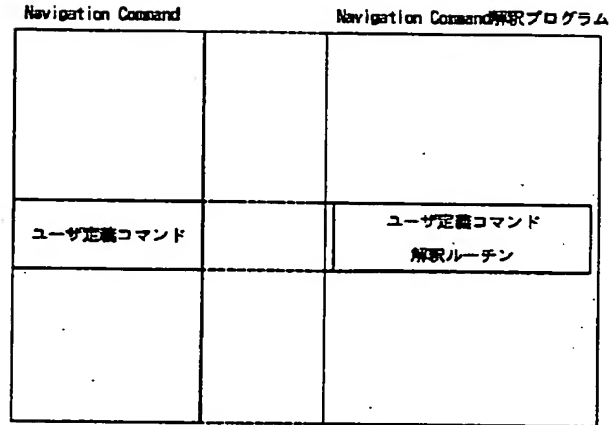 Navigation Command
Navigation Command解釈プログラム
ユーザ定義コマンド
ユーザ定義コマンド
解釈ルーチン